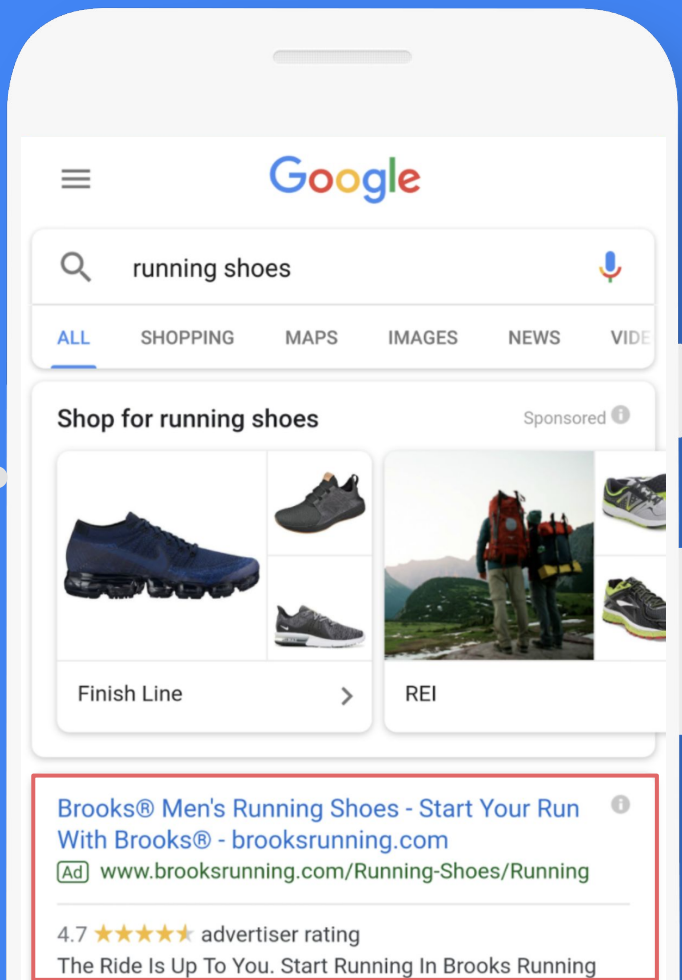 Google
running shoes
ALL SHOPPING MAPS IMAGES NEWS VIDE
Shop for running shoes Sponsored
Finish Line
REI
Brooks® Men's Running Shoes - Start Your Run
With Brooks® - brooksrunning.com
Ad www.brooksrunning.com/Running-Shoes/Running
4.7 advertiser rating
The Ride Is Up To You. Start Running In Brooks Running